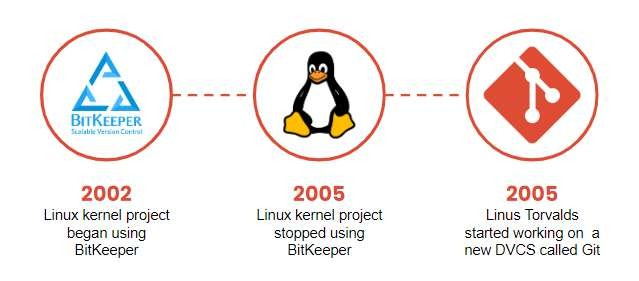 BITKEEPER
Scalable Version Control
2002
Linux kernel project
began using
BitKeeper
2005
Linux kernel project
stopped using
BitKeeper
2005
Linus Torvalds
started working on a
new DVCS called Git